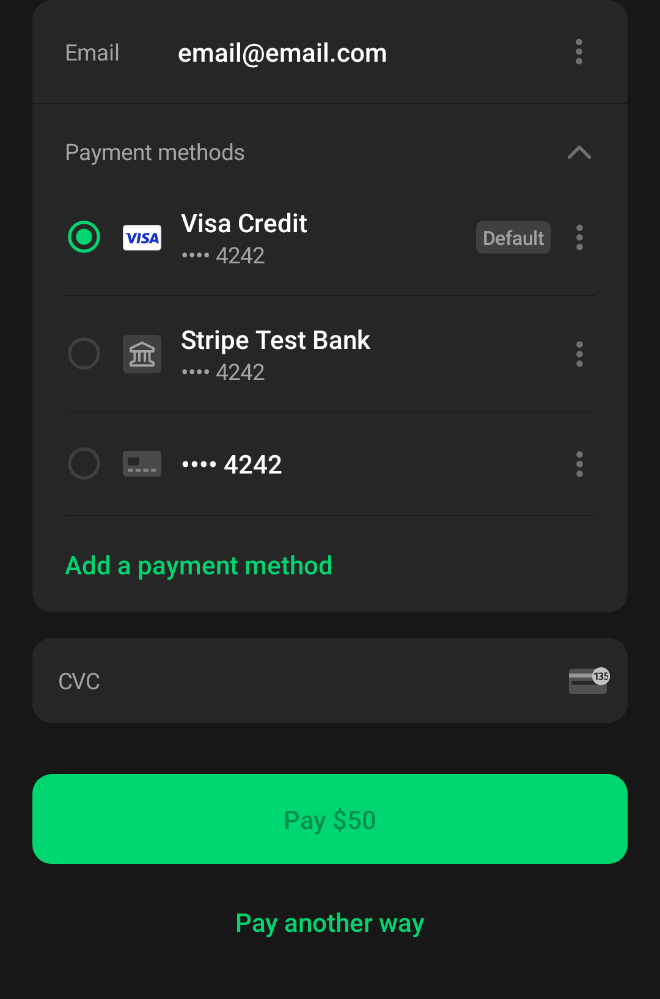 Email email@email.com
Payment methods
VISA Visa Credit Default
•••• 4242
Stripe Test Bank
•••• 4242
•••• 4242
Add a payment method
CVC 135
Pay $50
Pay another way